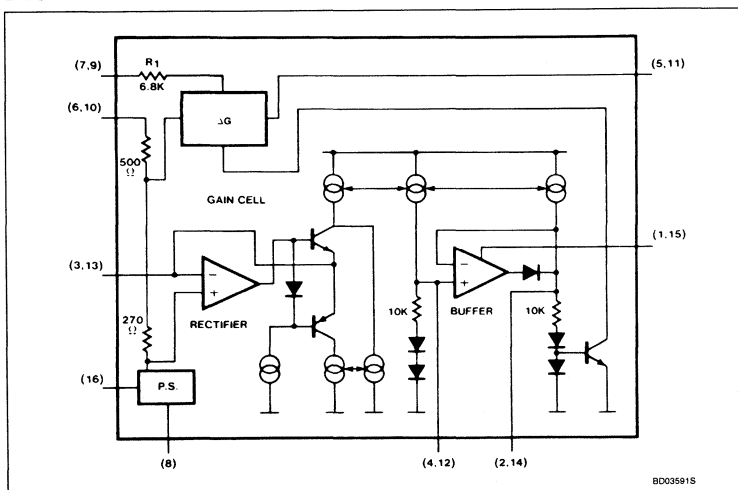 (7,9)
R1
6.8K
(5,11)
(6,10)
ΔG
500
Ω
GAIN CELL
(1,15)
(3,13)
−
+
RECTIFIER
10K
−
+
BUFFER
10K
270
Ω
(16)
P.S.
(8)
(4,12)
(2,14)
BD03591S